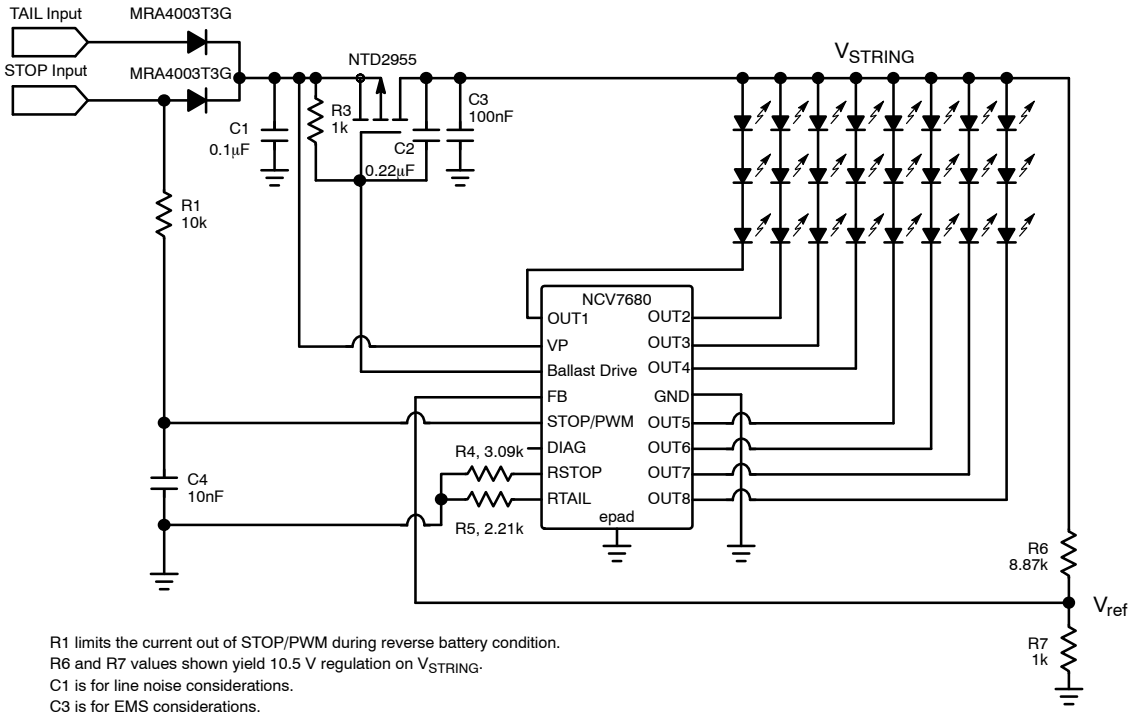 TAIL Input
MRA4003T3G
STOP Input
MRA4003T3G
NTD2955
V_STRING
R3
1k
C1
0.1μF
C2
0.22μF
C3
100nF
R1
10k
NCV7680
OUT1
OUT2
VP
OUT3
Ballast Drive
OUT4
FB
GND
STOP/PWM
OUT5
DIAG
OUT6
RSTOP
OUT7
RTAIL
OUT8
epad
R4, 3.09k
R5, 2.21k
C4
10nF
R6
8.87k
V_ref
R7
1k
R1 limits the current out of STOP/PWM during reverse battery condition.
R6 and R7 values shown yield 10.5 V regulation on V_STRING.
C1 is for line noise considerations.
C3 is for EMS considerations.